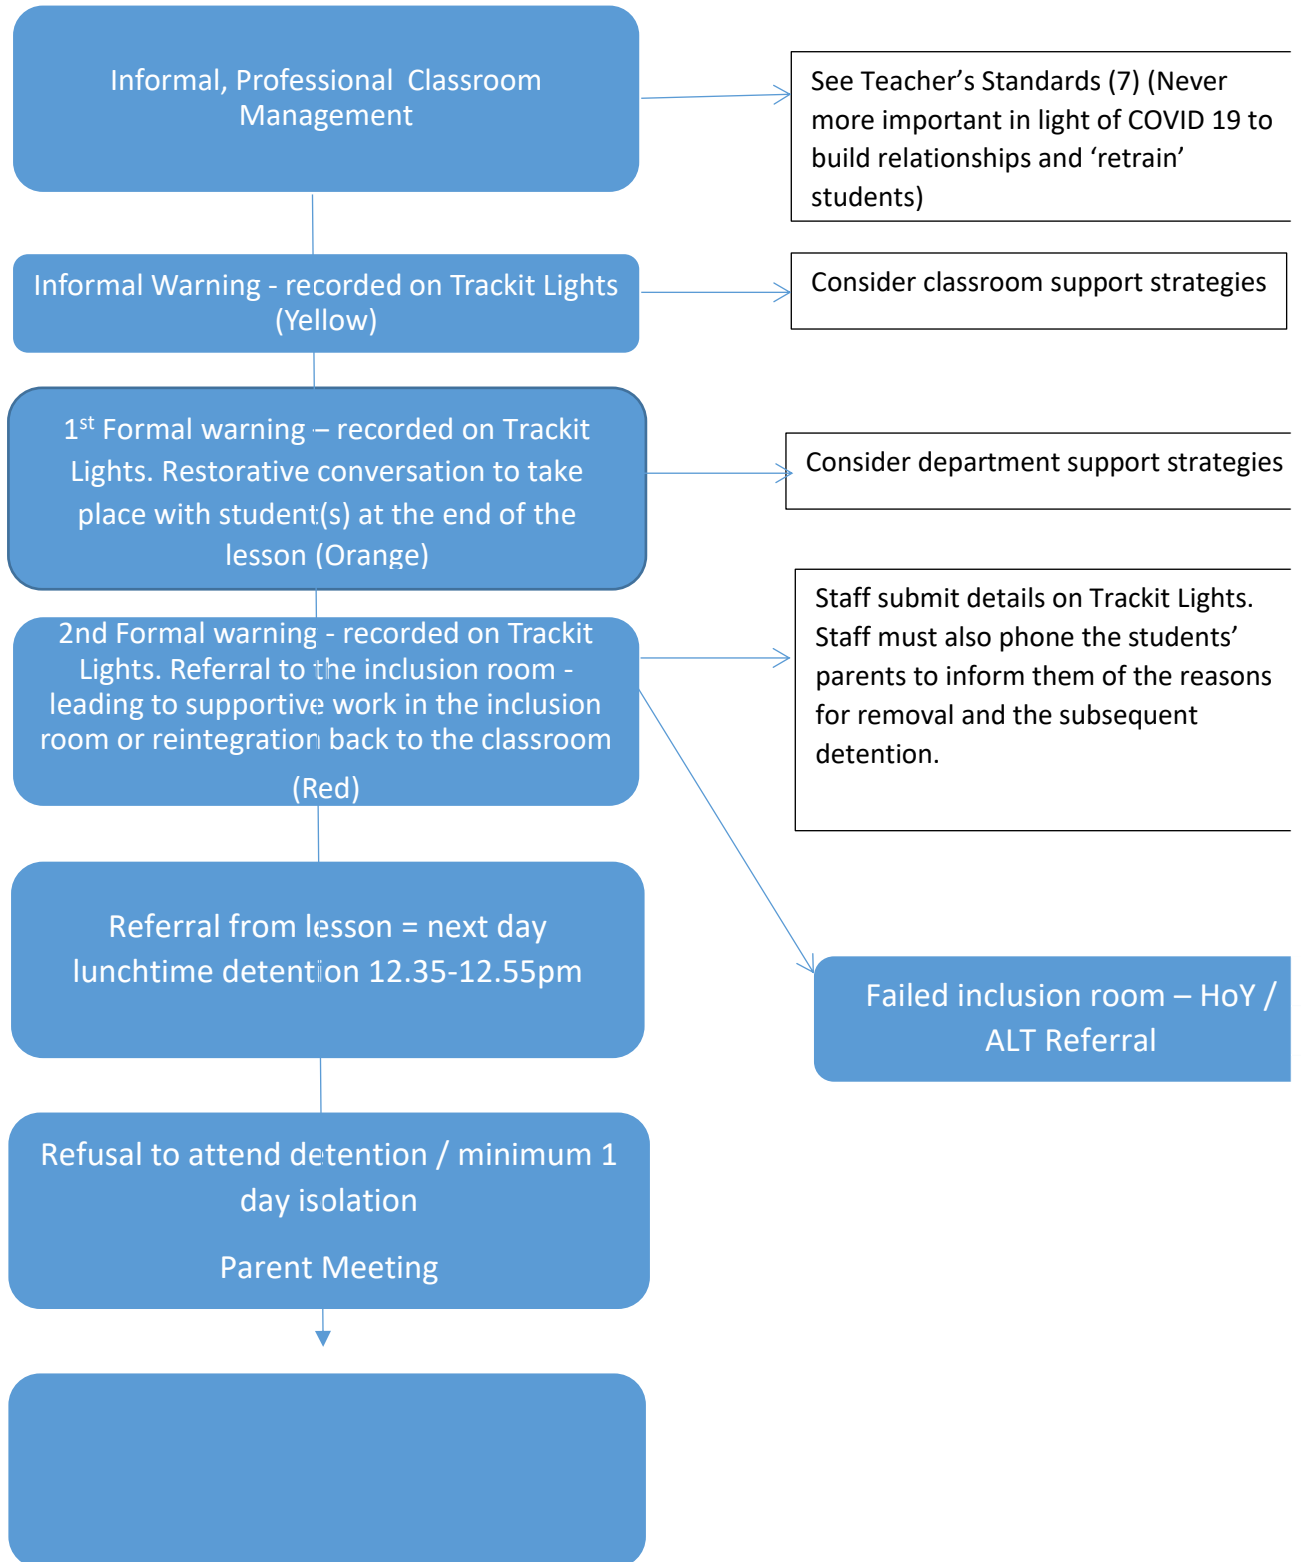 Informal, Professional  Classroom
Management
See Teacher’s Standards (7) (Never
more important in light of COVID 19 to
build relationships and ‘retrain’
students)
Informal Warning - recorded on Trackit Lights
(Yellow)
Consider classroom support strategies
1st Formal warning – recorded on Trackit
Lights. Restorative conversation to take
place with student(s) at the end of the
lesson (Orange)
Consider department support strategies
2nd Formal warning - recorded on Trackit
Lights. Referral to the inclusion room -
leading to supportive work in the inclusion
room or reintegration back to the classroom
(Red)
Staff submit details on Trackit Lights.
Staff must also phone the students’
parents to inform them of the reasons
for removal and the subsequent
detention.
Referral from lesson = next day
lunchtime detention 12.35-12.55pm
Failed inclusion room – HoY /
ALT Referral
Refusal to attend detention / minimum 1
day isolation
Parent Meeting